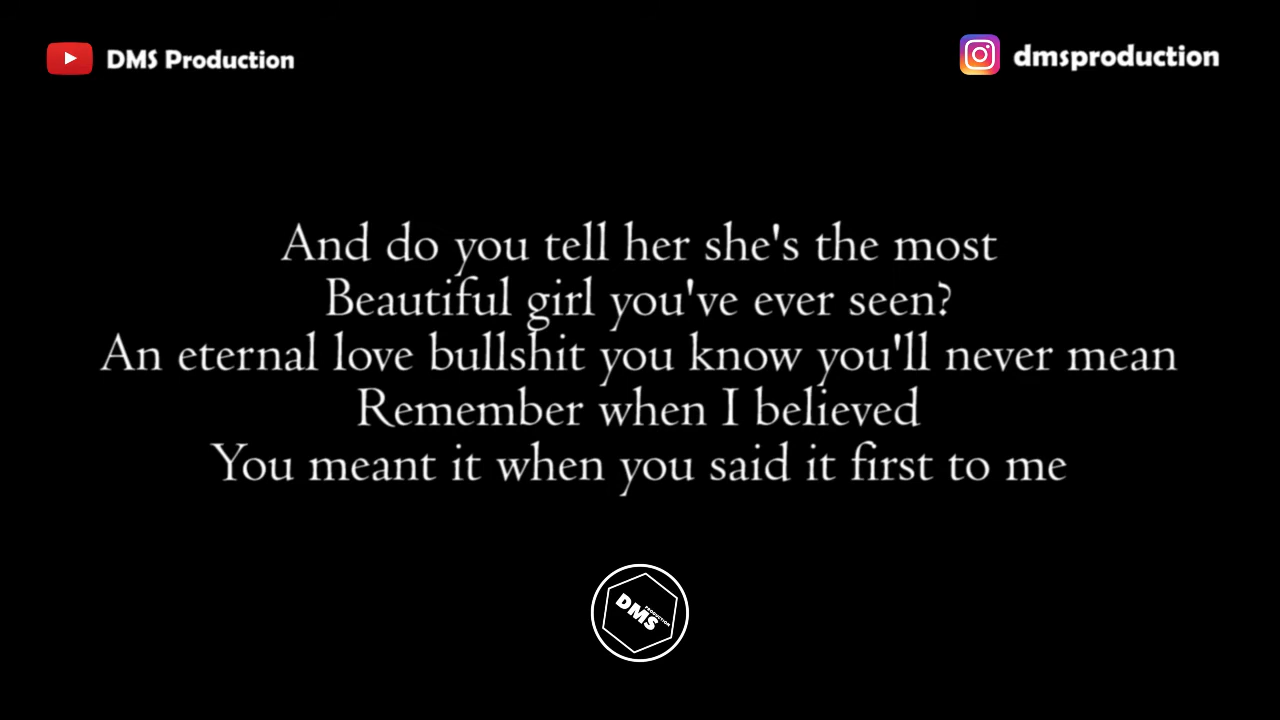 DMS Production
dmsproduction
And do you tell her she's the most
Beautiful girl you've ever seen?
An eternal love bullshit you know you'll never mean
Remember when I believed
You meant it when you said it first to me
DMS
PRODUCTION